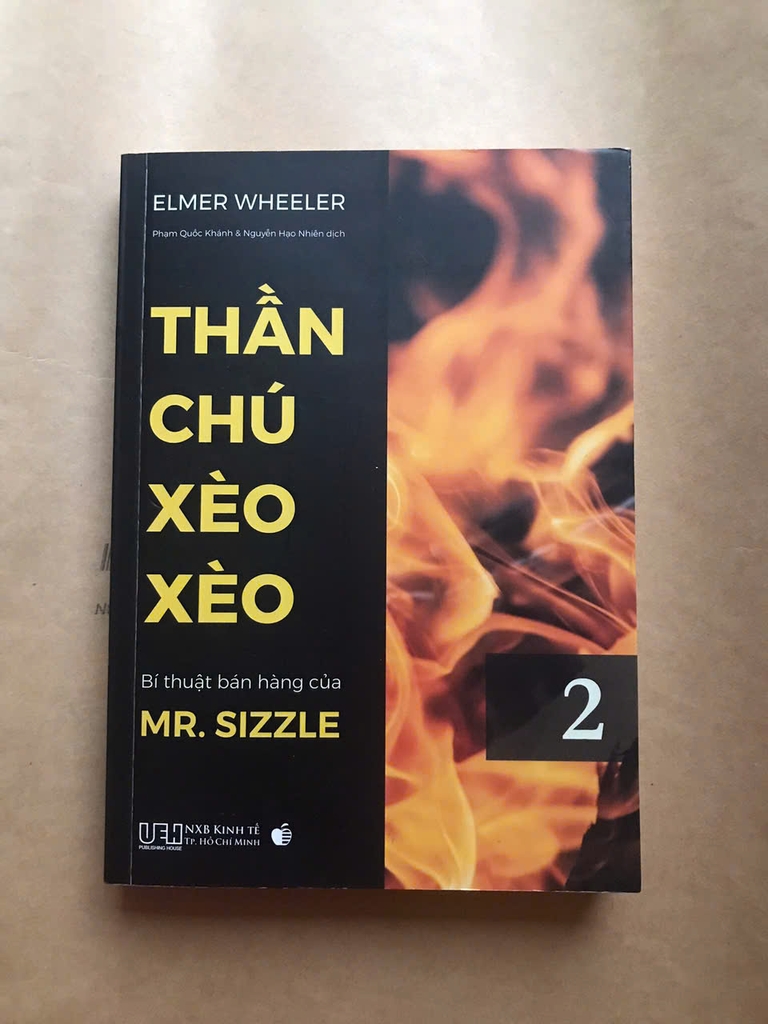 ELMER WHEELER
Phạm Quốc Khánh & Nguyễn Hạo Nhiên dịch
THẦN
CHÚ
XÈO
XÈO
Bí thuật bán hàng của
MR. SIZZLE
2
UEH
PUBLISHING HOUSE
NXB KINH TẾ
TP. HỒ CHÍ MINH